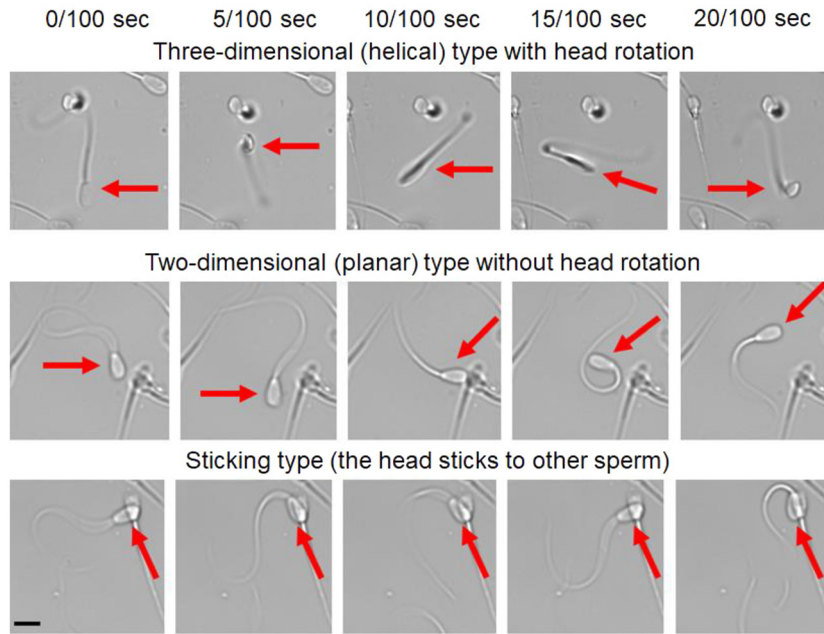 0/100 sec 5/100 sec 10/100 sec 15/100 sec 20/100 sec
Three-dimensional (helical) type with head rotation
Two-dimensional (planar) type without head rotation
Sticking type (the head sticks to other sperm)